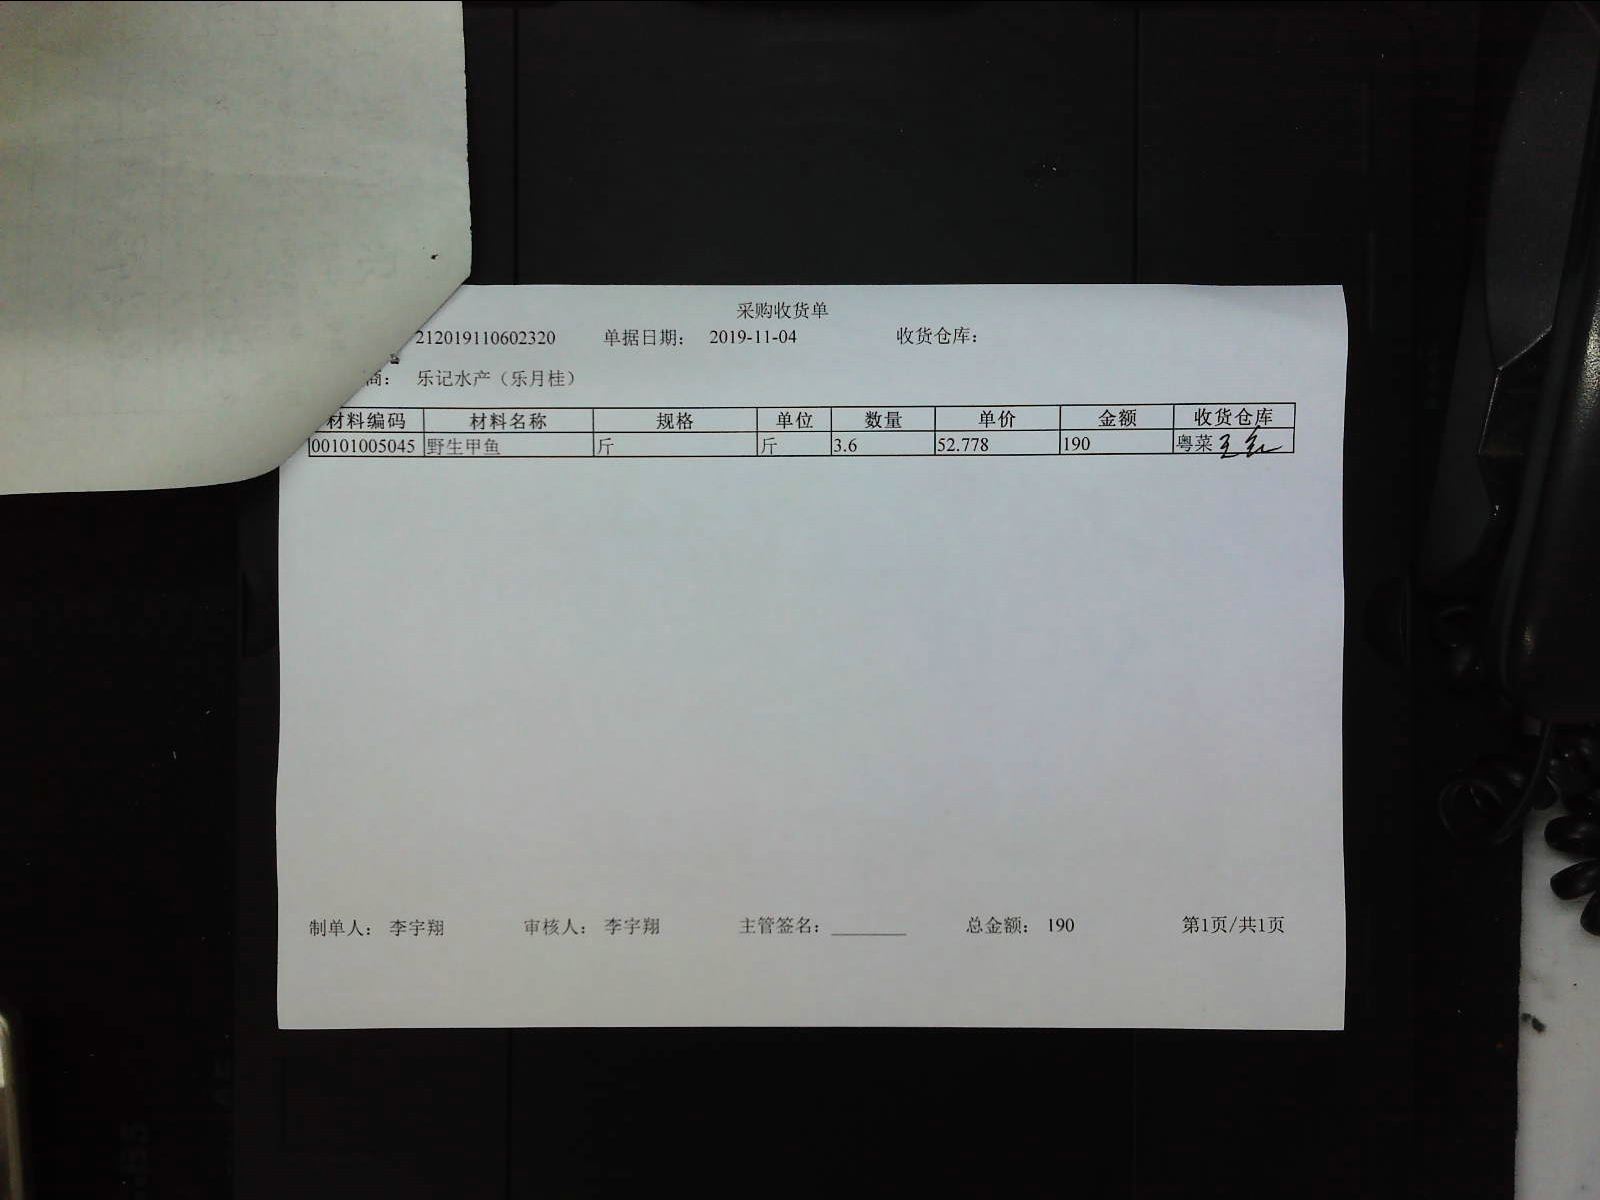 采购收货单
212019110602320 单据日期： 2019-11-04 收货仓库：
商： 乐记水产（乐月桂）
材料编码 材料名称 规格 单位 数量 单价 金额 收货仓库
00101005045 野生甲鱼 斤 斤 3.6 52.778 190 粤菜
制单人： 李宇翔 审核人： 李宇翔 主管签名： 总金额： 190 第1页/共1页